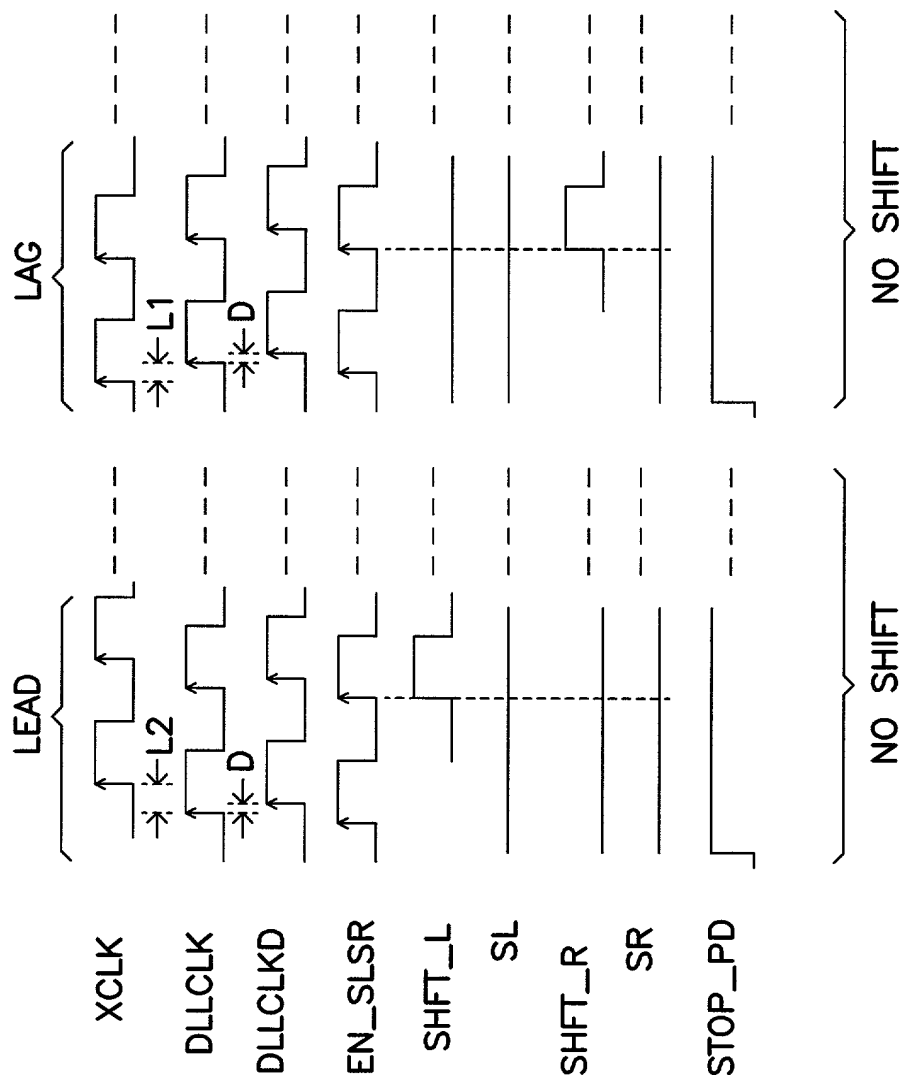 LEAD
LAG
XCLK
L2
L1
DLLCLK
D
D
DLLCLKD
EN_SLSR
SHFT_L
SL
SHFT_R
SR
STOP_PD
NO SHIFT
NO SHIFT